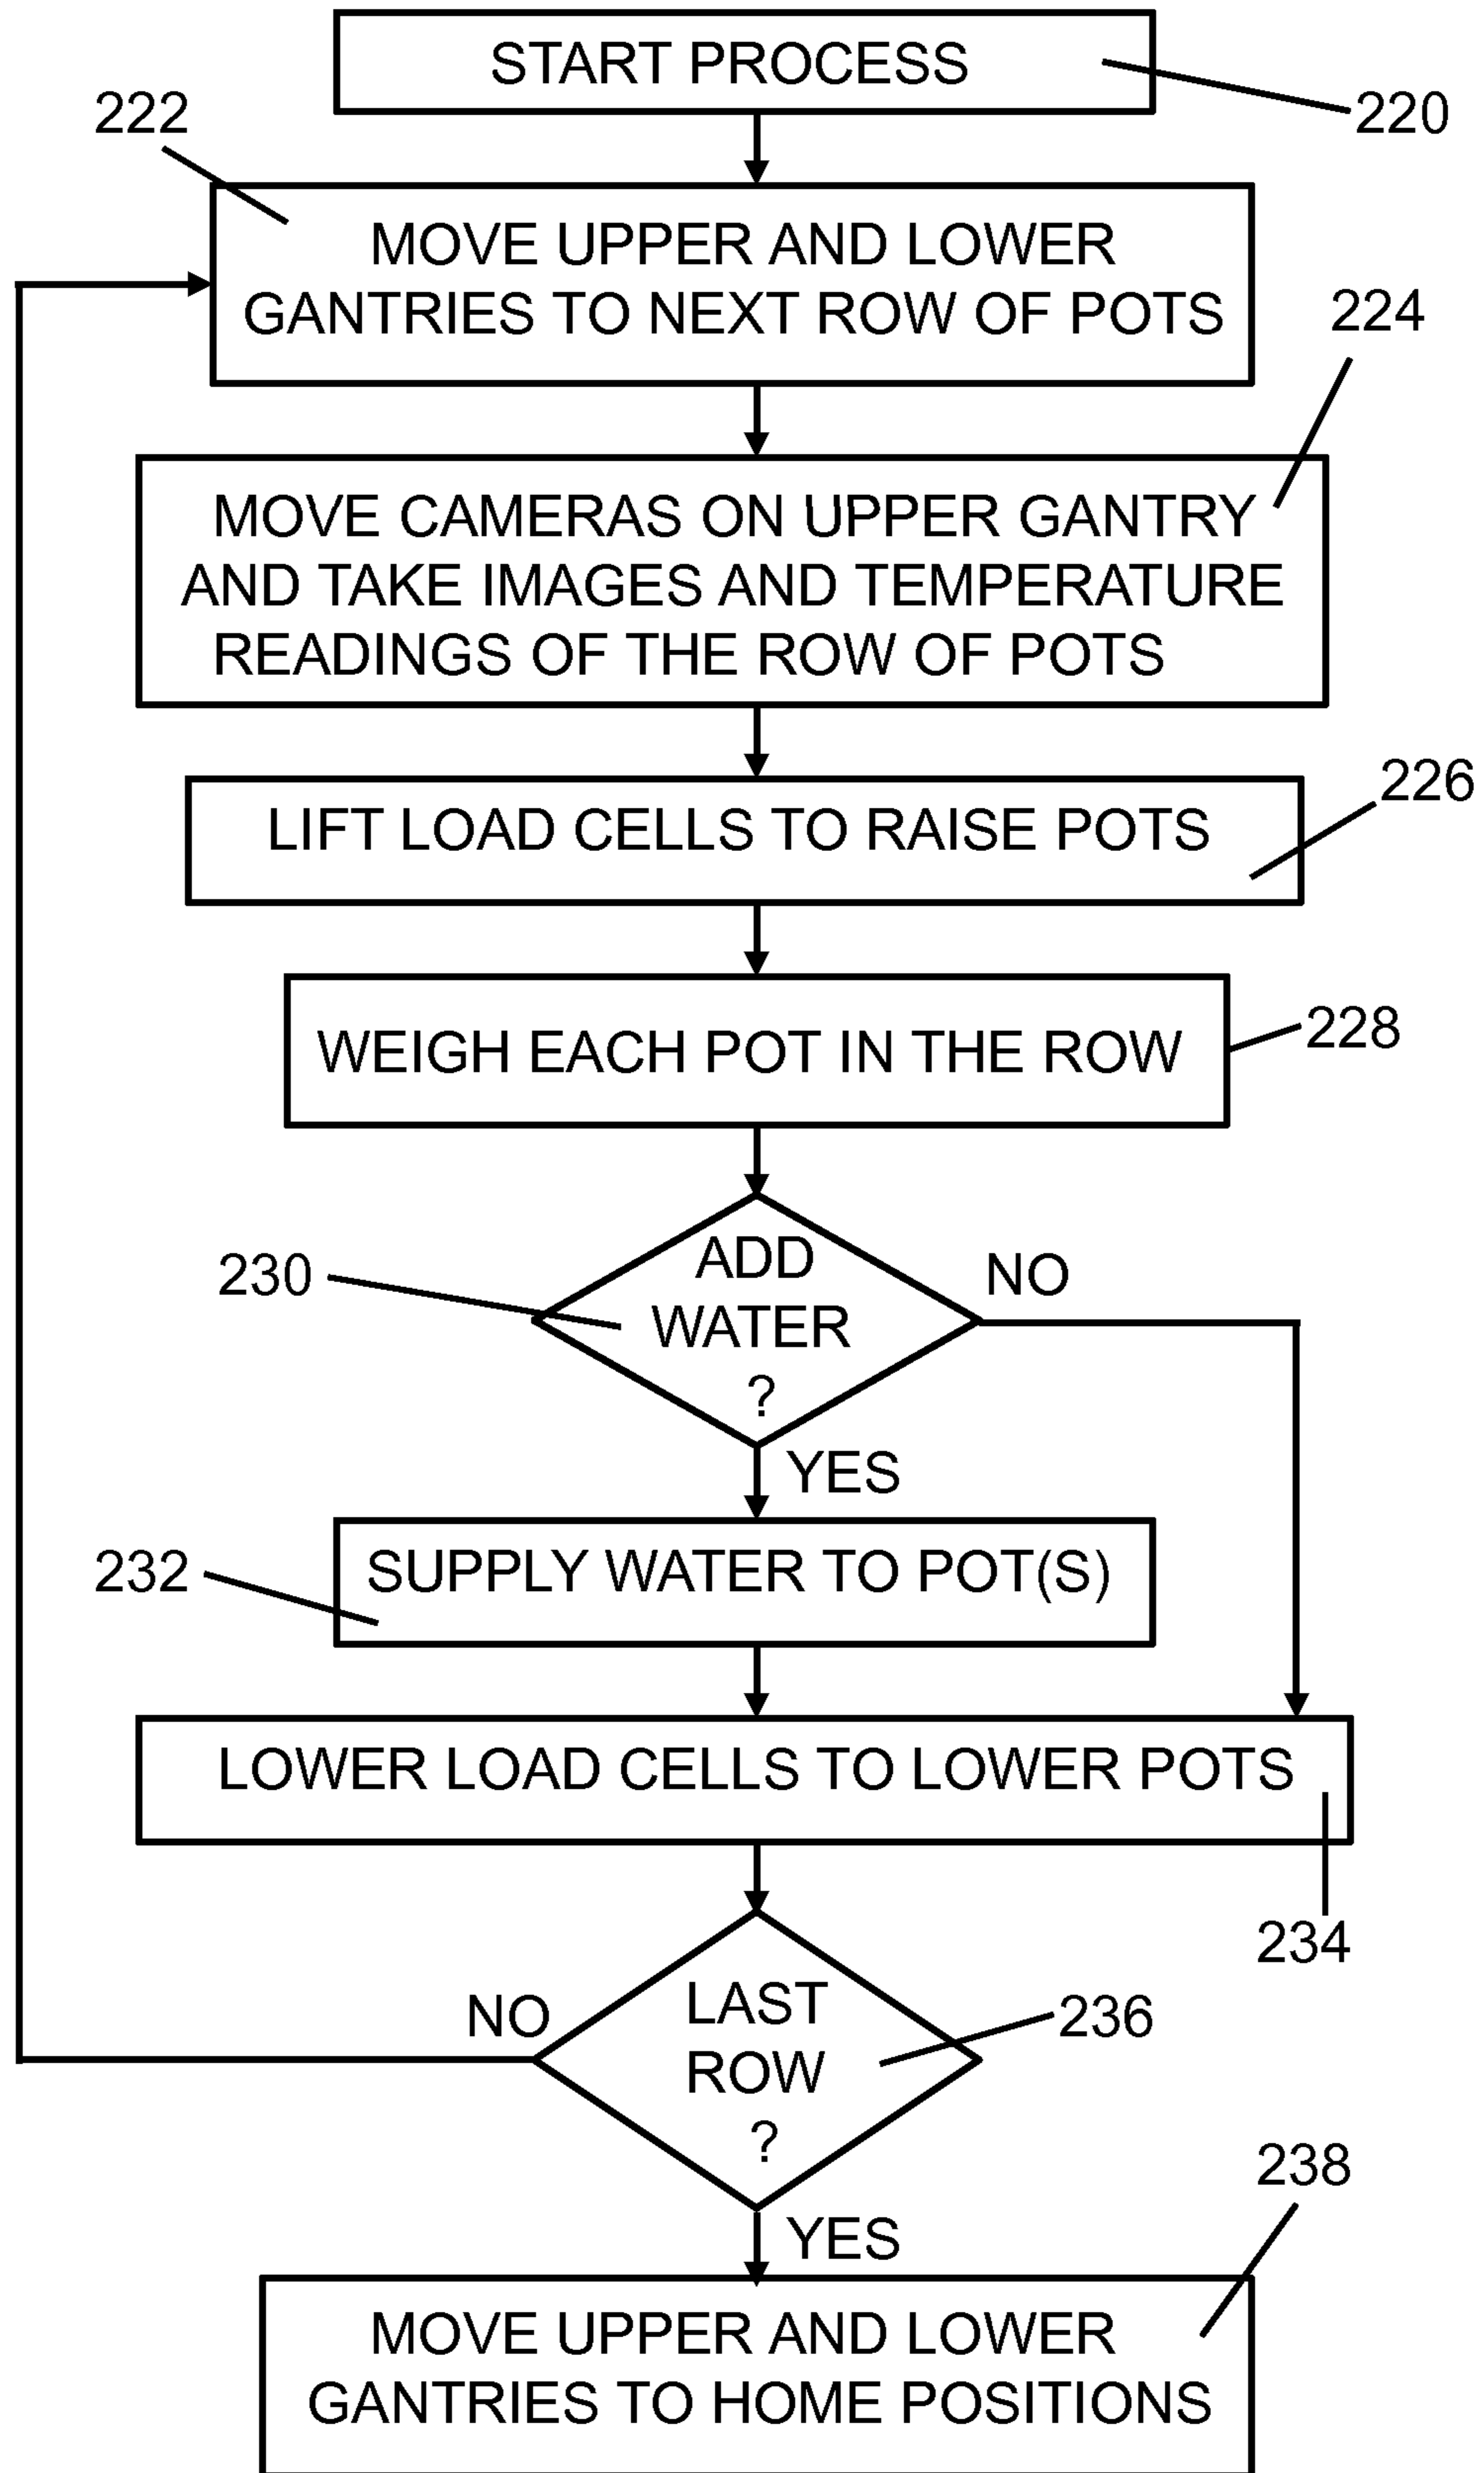 START PROCESS
220
222
MOVE UPPER AND LOWER
GANTRIES TO NEXT ROW OF POTS
224
MOVE CAMERAS ON UPPER GANTRY
AND TAKE IMAGES AND TEMPERATURE
READINGS OF THE ROW OF POTS
226
LIFT LOAD CELLS TO RAISE POTS
228
WEIGH EACH POT IN THE ROW
230
ADD
WATER
?
NO
YES
232
SUPPLY WATER TO POT(S)
LOWER LOAD CELLS TO LOWER POTS
234
NO
LAST
ROW
?
236
YES
238
MOVE UPPER AND LOWER
GANTRIES TO HOME POSITIONS